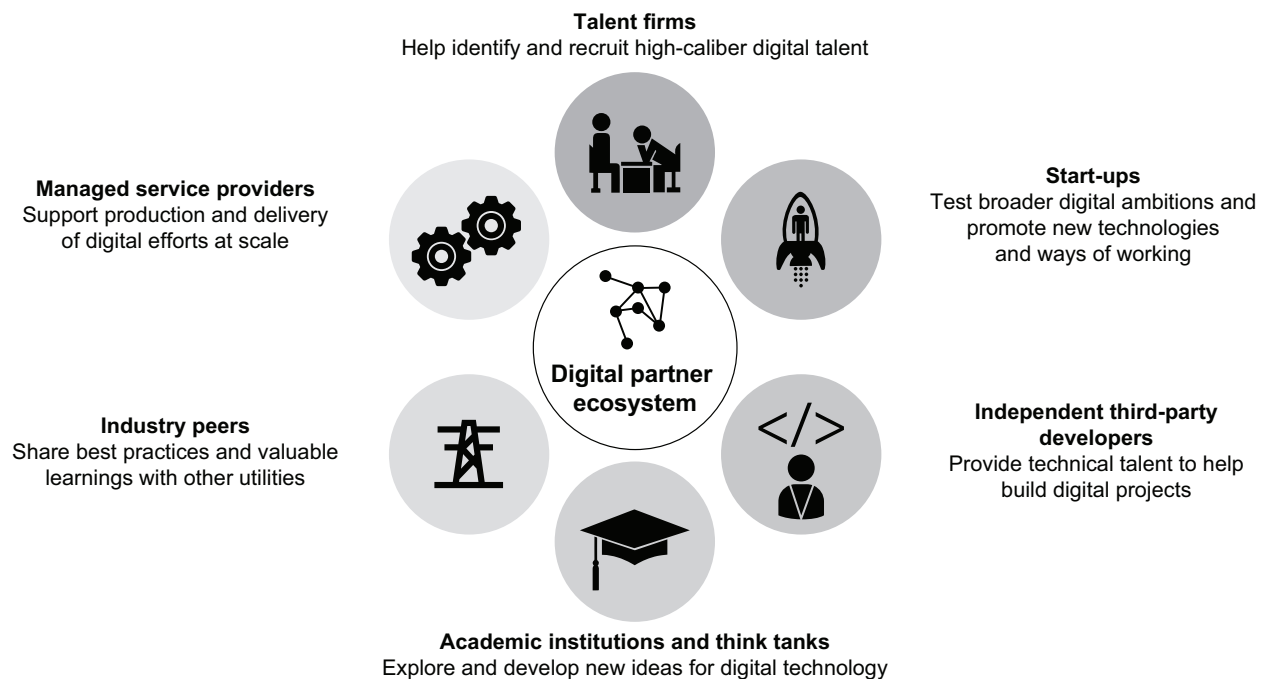 Talent firms
Help identify and recruit high-caliber digital talent
Managed service providers
Support production and delivery
of digital efforts at scale
Start-ups
Test broader digital ambitions and
promote new technologies
and ways of working
Digital partner
ecosystem
Industry peers
Share best practices and valuable
learnings with other utilities
</>
Independent third-party
developers
Provide technical talent to help
build digital projects
Academic institutions and think tanks
Explore and develop new ideas for digital technology